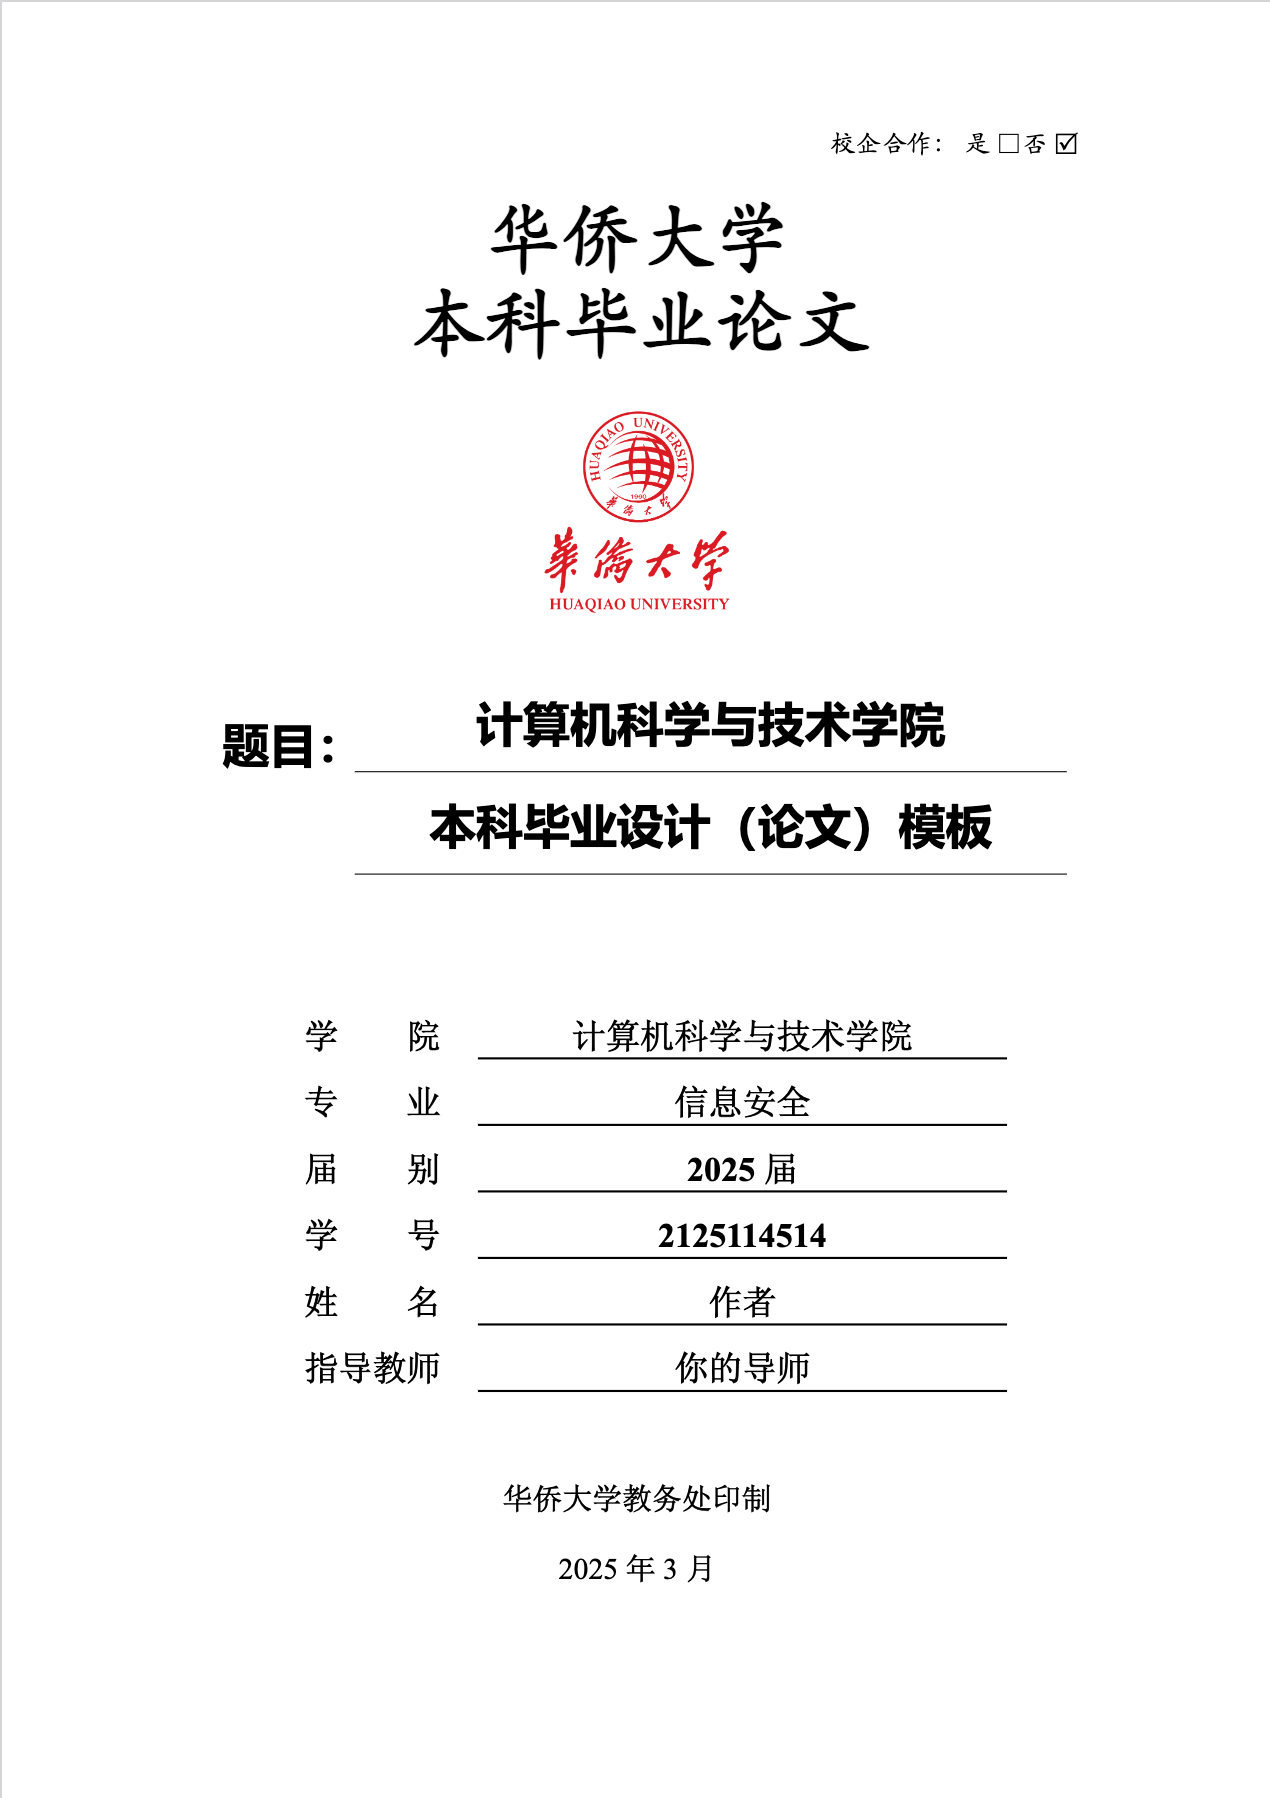 校企合作： 是 □否 ☑
华侨大学
本科毕业论文
HUAQIAO UNIVERSITY
1960
華僑大学
華僑大学
HUAQIAO UNIVERSITY
题目：
计算机科学与技术学院
本科毕业设计（论文）模板
学 院 计算机科学与技术学院
专 业 信息安全
届 别 2025 届
学 号 2125114514
姓 名 作者
指导教师 你的导师
华侨大学教务处印制
2025 年 3 月